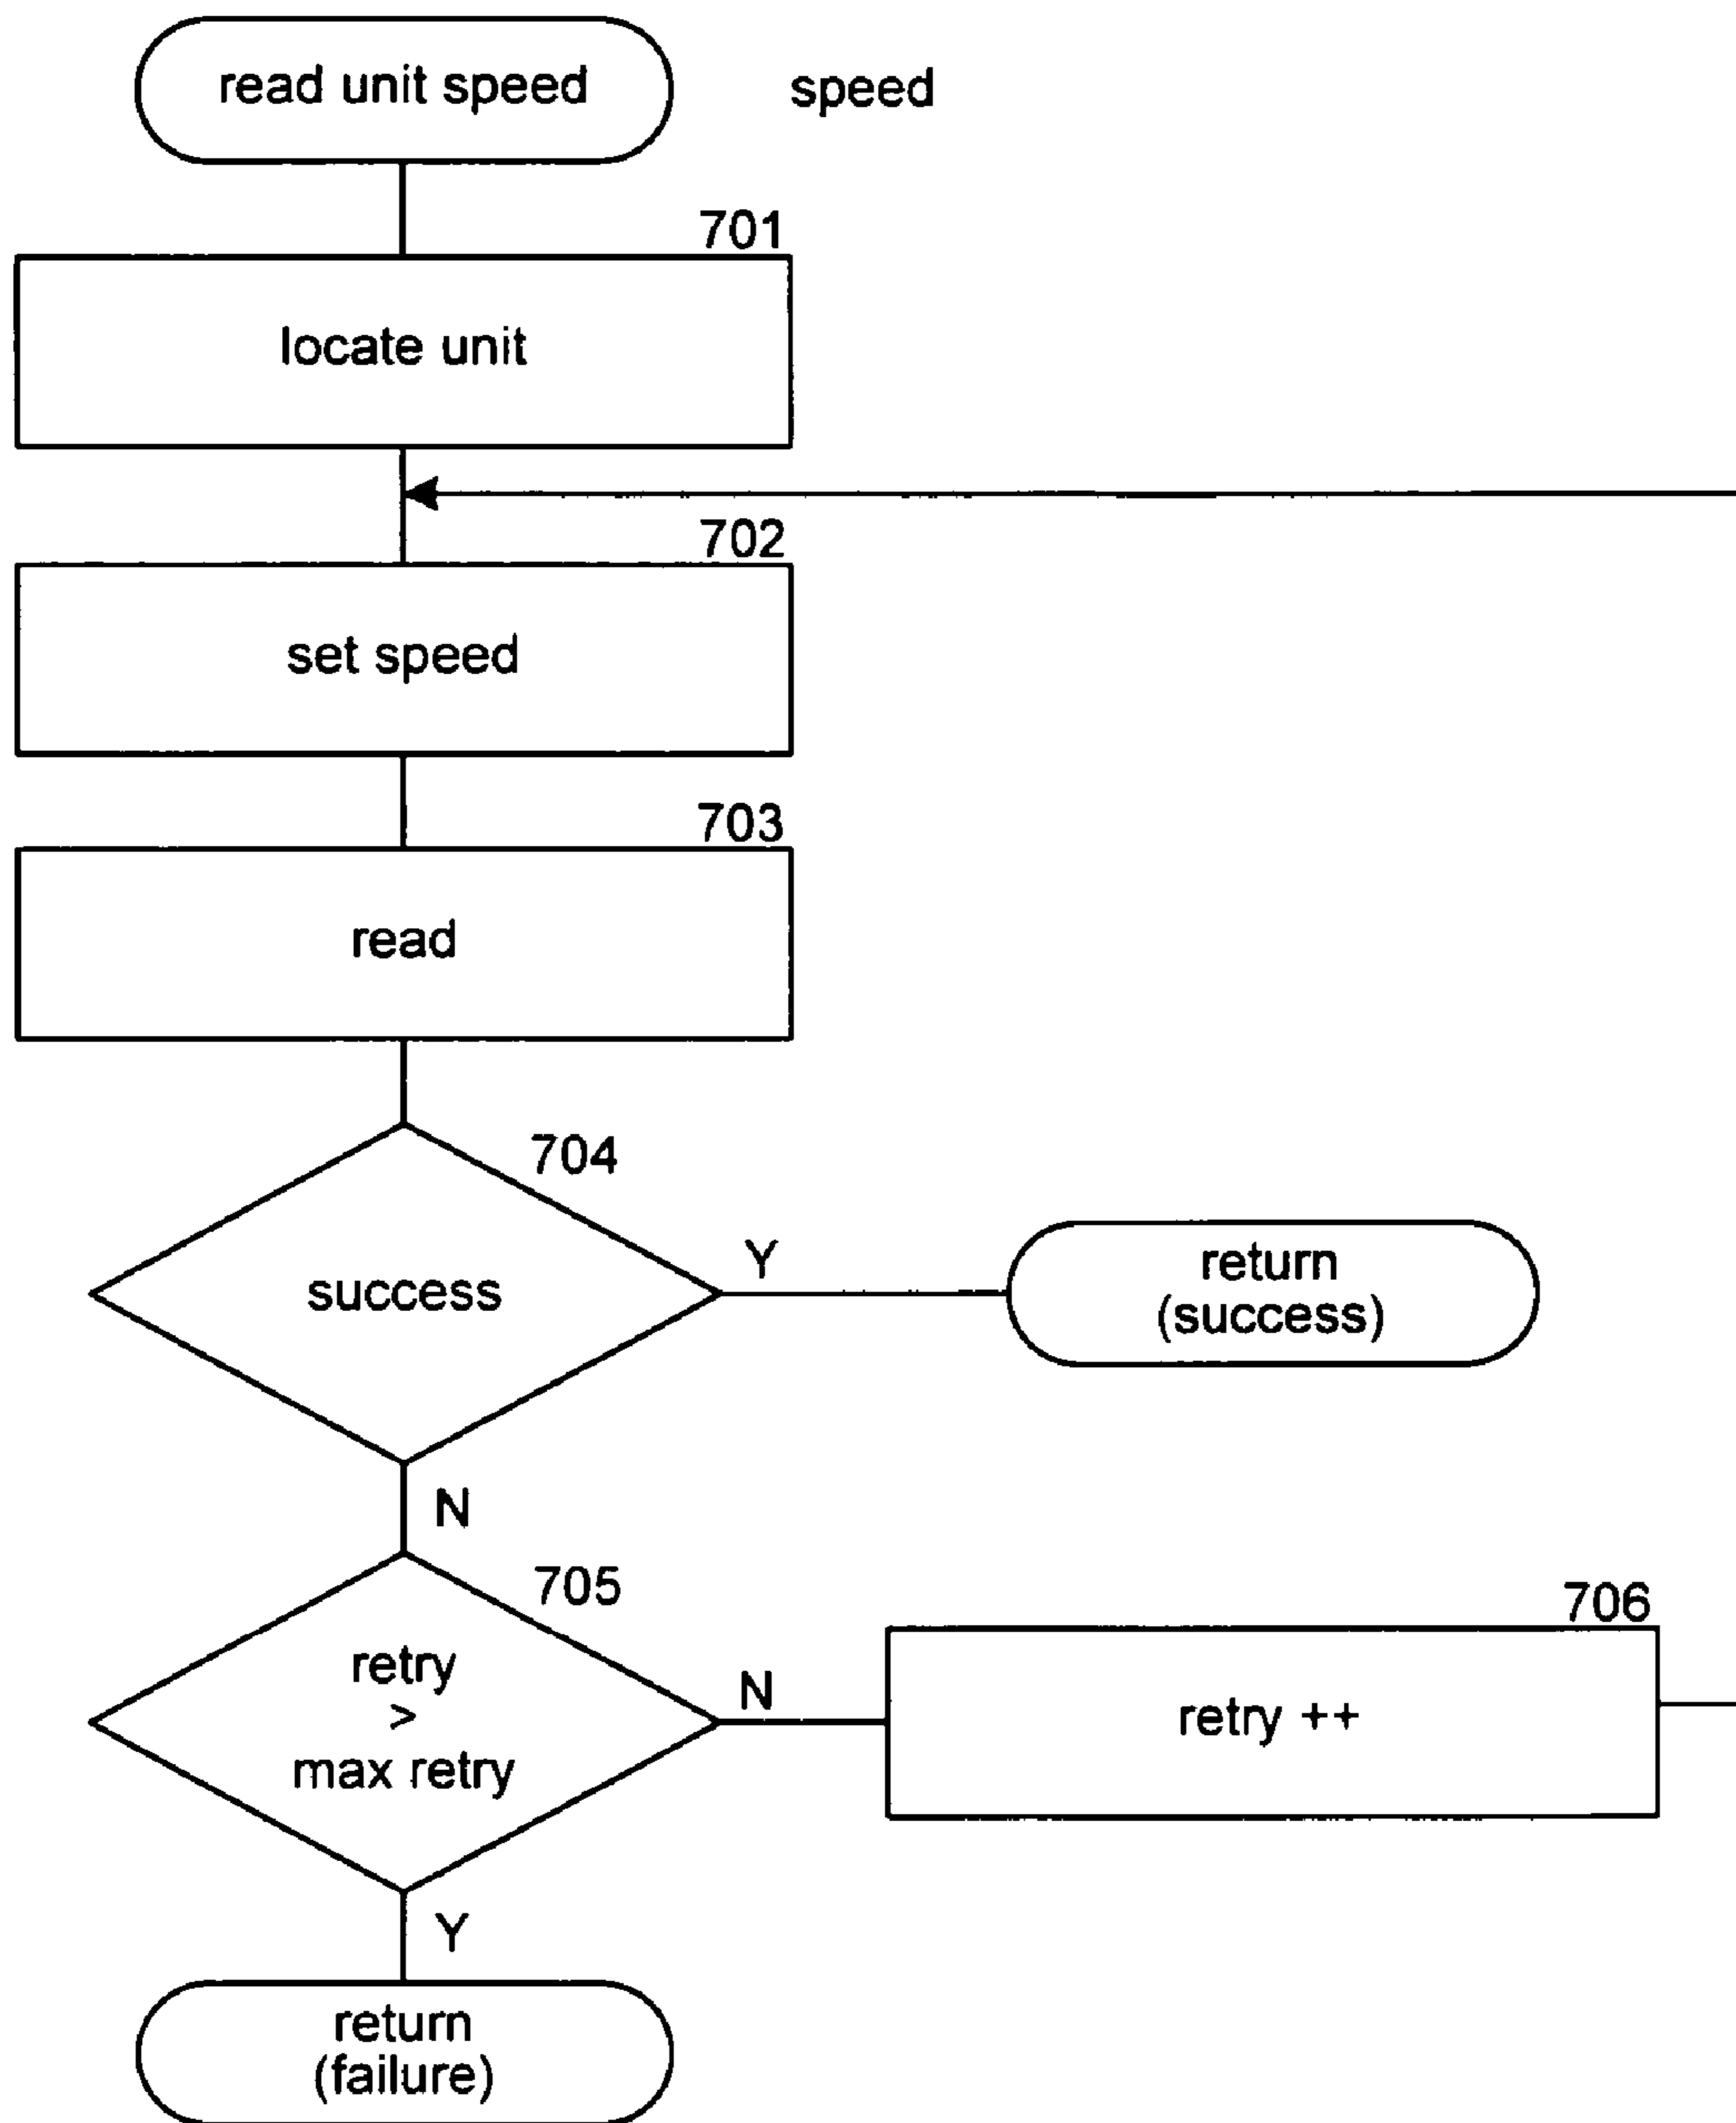 read unit speed
speed
701
locate unit
702
set speed
703
read
704
success
Y
return
(success)
N
705
retry
>
max retry
N
706
retry ++
Y
return
(failure)